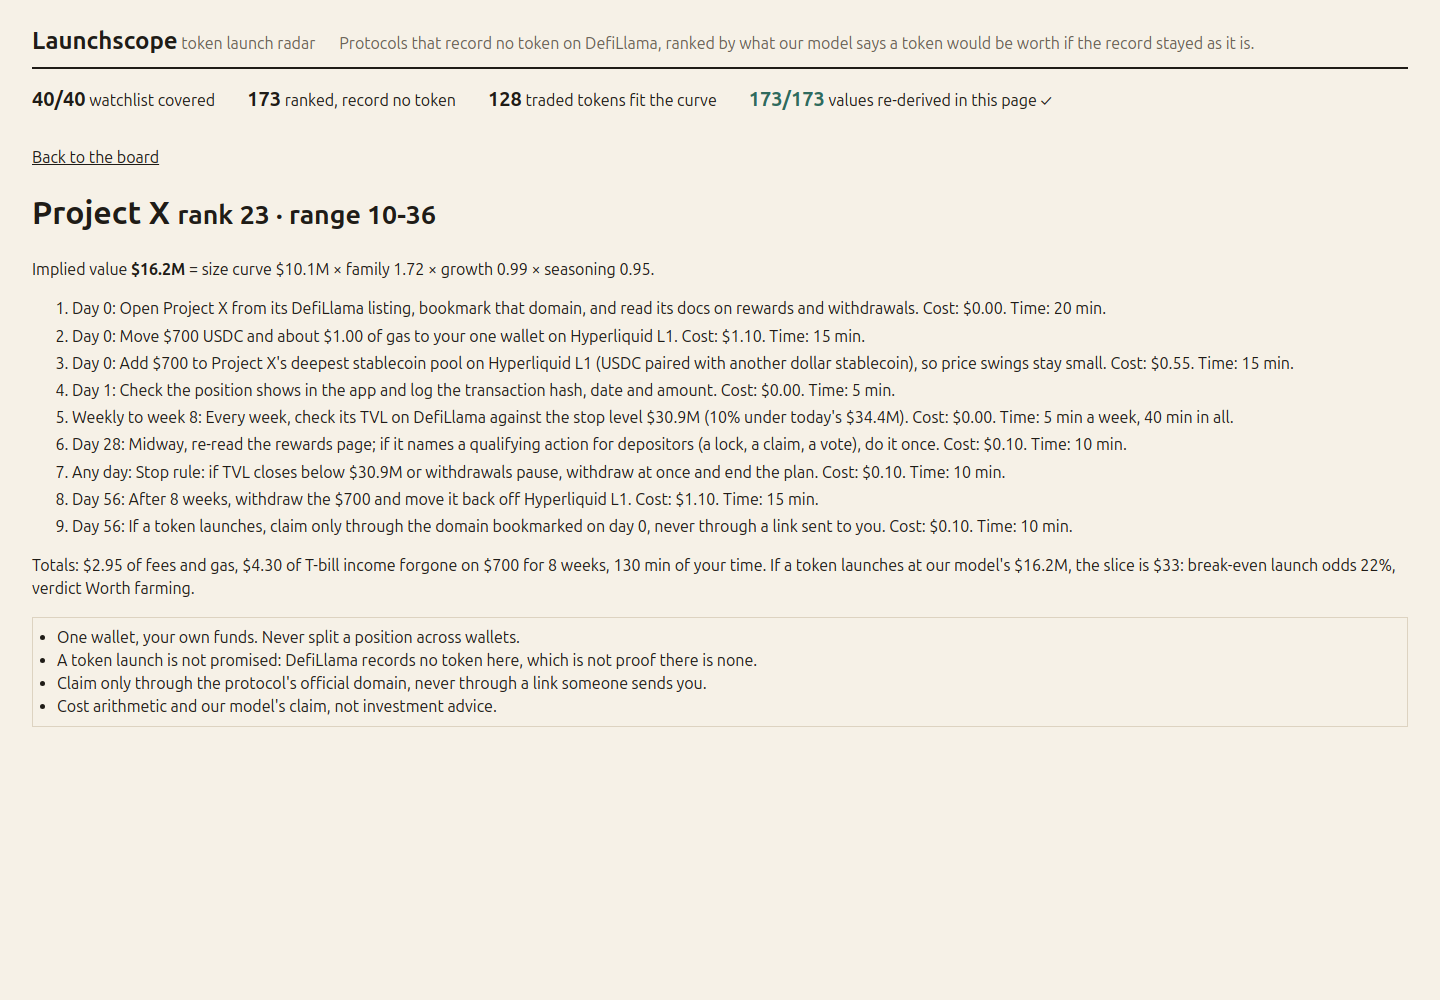 Launchscope token launch radar Protocols that record no token on DefiLlama, ranked by what our model says a token would be worth if the record stayed as it is.
40/40 watchlist covered 173 ranked, record no token 128 traded tokens fit the curve 173/173 values re-derived in this page ✓
Back to the board
Project X rank 23 · range 10-36
Implied value $16.2M = size curve $10.1M × family 1.72 × growth 0.99 × seasoning 0.95.
1. Day 0: Open Project X from its DefiLlama listing, bookmark that domain, and read its docs on rewards and withdrawals. Cost: $0.00. Time: 20 min.
2. Day 0: Move $700 USDC and about $1.00 of gas to your one wallet on Hyperliquid L1. Cost: $1.10. Time: 15 min.
3. Day 0: Add $700 to Project X's deepest stablecoin pool on Hyperliquid L1 (USDC paired with another dollar stablecoin), so price swings stay small. Cost: $0.55. Time: 15 min.
4. Day 1: Check the position shows in the app and log the transaction hash, date and amount. Cost: $0.00. Time: 5 min.
5. Weekly to week 8: Every week, check its TVL on DefiLlama against the stop level $30.9M (10% under today's $34.4M). Cost: $0.00. Time: 5 min a week, 40 min in all.
6. Day 28: Midway, re-read the rewards page; if it names a qualifying action for depositors (a lock, a claim, a vote), do it once. Cost: $0.10. Time: 10 min.
7. Any day: Stop rule: if TVL closes below $30.9M or withdrawals pause, withdraw at once and end the plan. Cost: $0.10. Time: 10 min.
8. Day 56: After 8 weeks, withdraw the $700 and move it back off Hyperliquid L1. Cost: $1.10. Time: 15 min.
9. Day 56: If a token launches, claim only through the domain bookmarked on day 0, never through a link sent to you. Cost: $0.10. Time: 10 min.
Totals: $2.95 of fees and gas, $4.30 of T-bill income forgone on $700 for 8 weeks, 130 min of your time. If a token launches at our model's $16.2M, the slice is $33: break-even launch odds 22%,
verdict Worth farming.
• One wallet, your own funds. Never split a position across wallets.
• A token launch is not promised: DefiLlama records no token here, which is not proof there is none.
• Claim only through the protocol's official domain, never through a link someone sends you.
• Cost arithmetic and our model's claim, not investment advice.